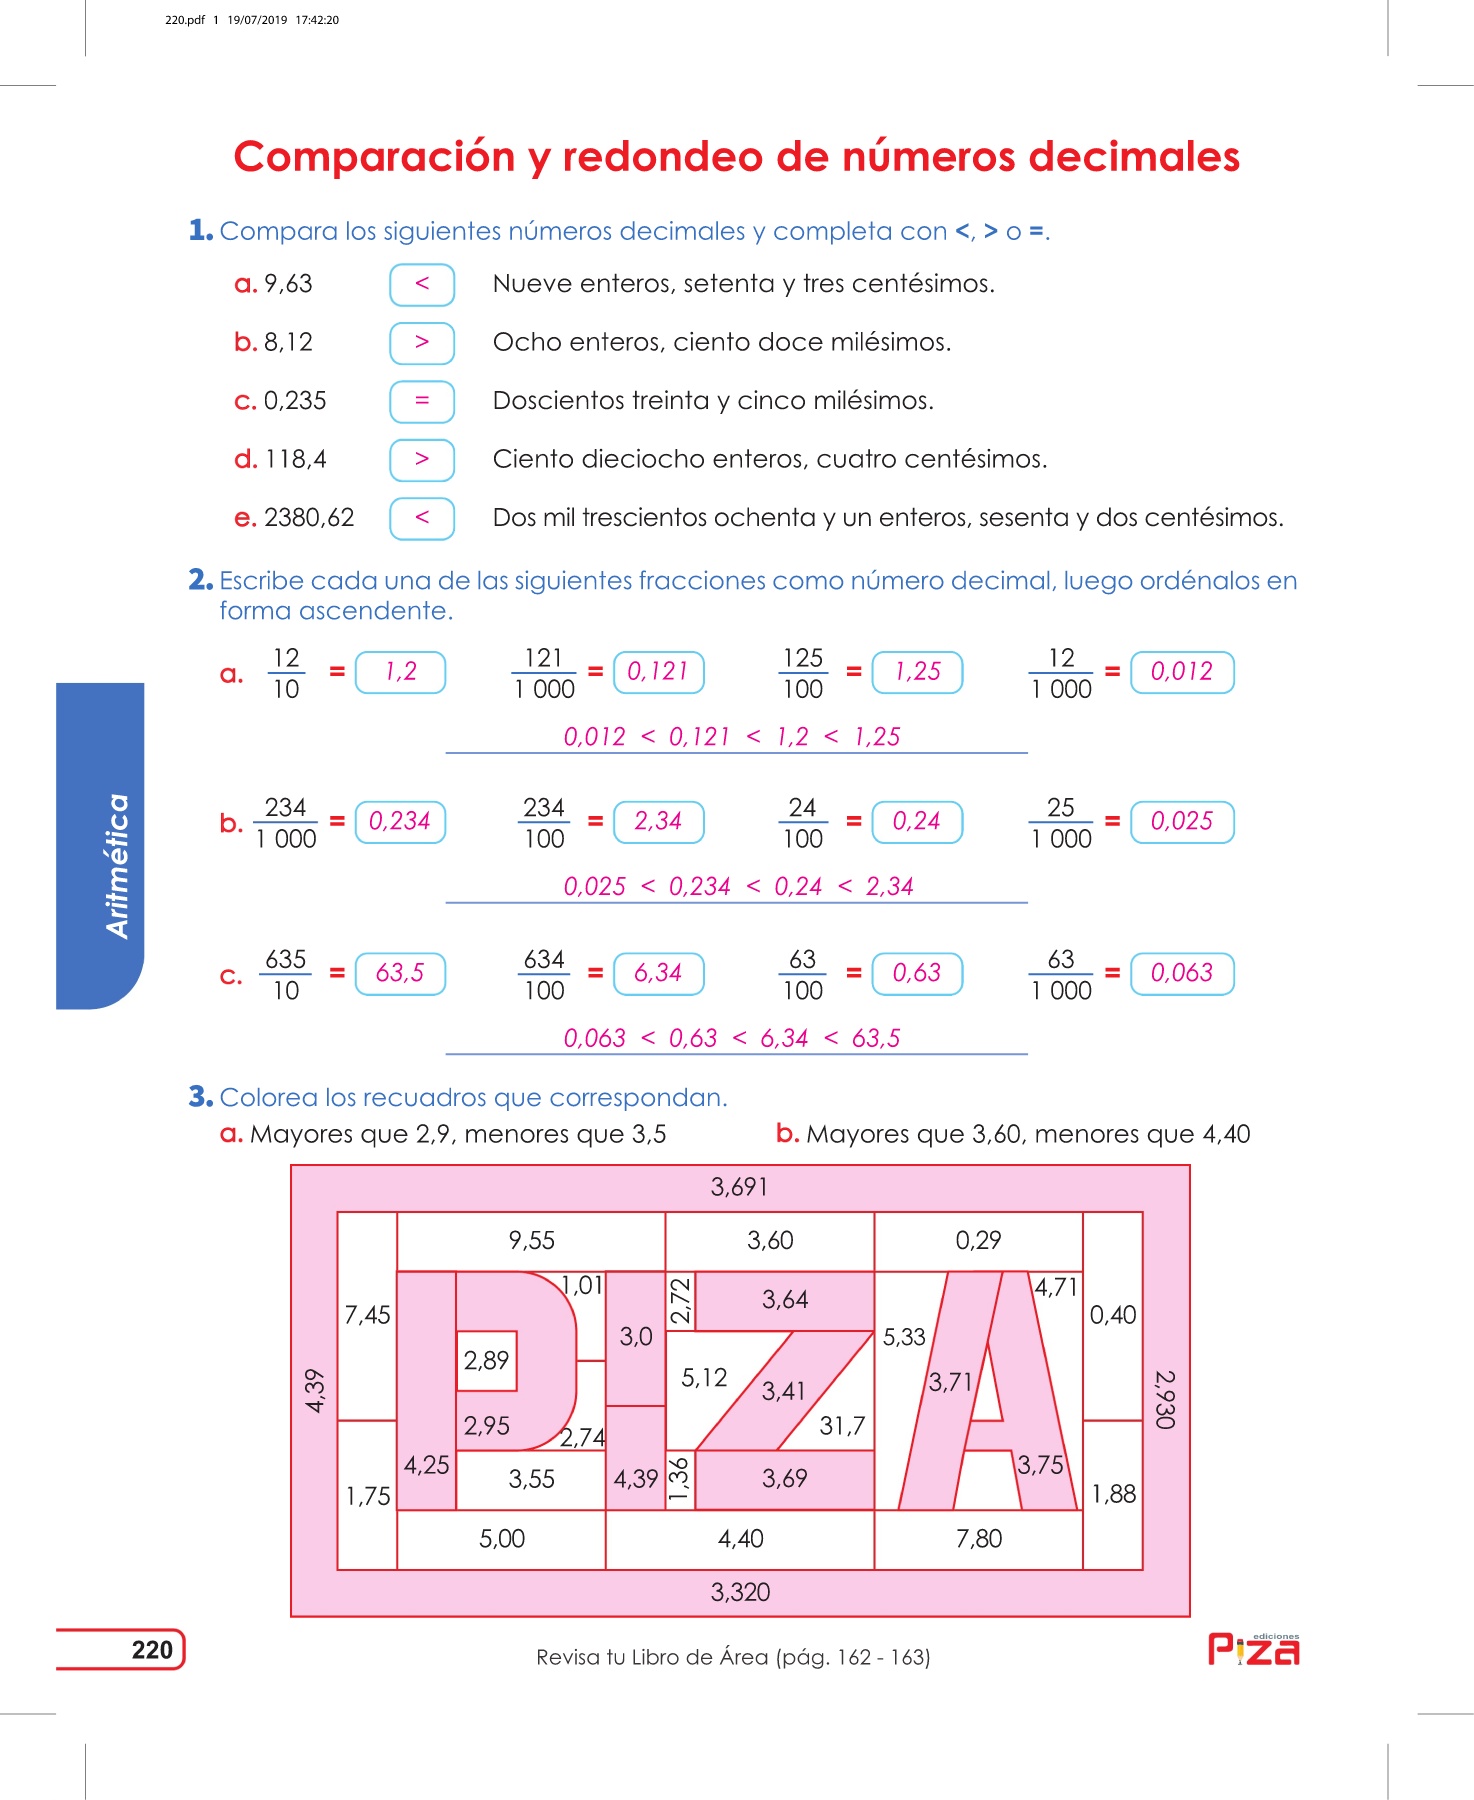 220.pdf 1 19/07/2019 17:42:20
Comparación y redondeo de números decimales
1. Compara los siguientes números decimales y completa con <, > o =.
a. 9,63 < Nueve enteros, setenta y tres centésimos.
b. 8,12 > Ocho enteros, ciento doce milésimos.
c. 0,235 = Doscientos treinta y cinco milésimos.
d. 118,4 > Ciento dieciocho enteros, cuatro centésimos.
e. 2380,62 < Dos mil trescientos ochenta y un enteros, sesenta y dos centésimos.
2. Escribe cada una de las siguientes fracciones como número decimal, luego ordénalos en
forma ascendente.
a. 12/10 = 1,2 121/1 000 = 0,121 125/100 = 1,25 12/1 000 = 0,012
0,012 < 0,121 < 1,2 < 1,25
b. 234/1 000 = 0,234 234/100 = 2,34 24/100 = 0,24 25/1 000 = 0,025
0,025 < 0,234 < 0,24 < 2,34
c. 635/10 = 63,5 634/100 = 6,34 63/100 = 0,63 63/1 000 = 0,063
0,063 < 0,63 < 6,34 < 63,5
Aritmética
3. Colorea los recuadros que correspondan.
a. Mayores que 2,9, menores que 3,5 b. Mayores que 3,60, menores que 4,40
3,691
9,55 3,60 0,29
1,01 2,72 3,64 4,71
7,45 3,0 5,33 0,40
2,89 5,12 3,41 3,71
4,39 2,930
2,95 2,74 31,7
4,25 3,55 4,39 1,36 3,69 3,75
1,75 1,88
5,00 4,40 7,80
3,320
220
Revisa tu Libro de Área (pág. 162 - 163)
ediciones
Piza